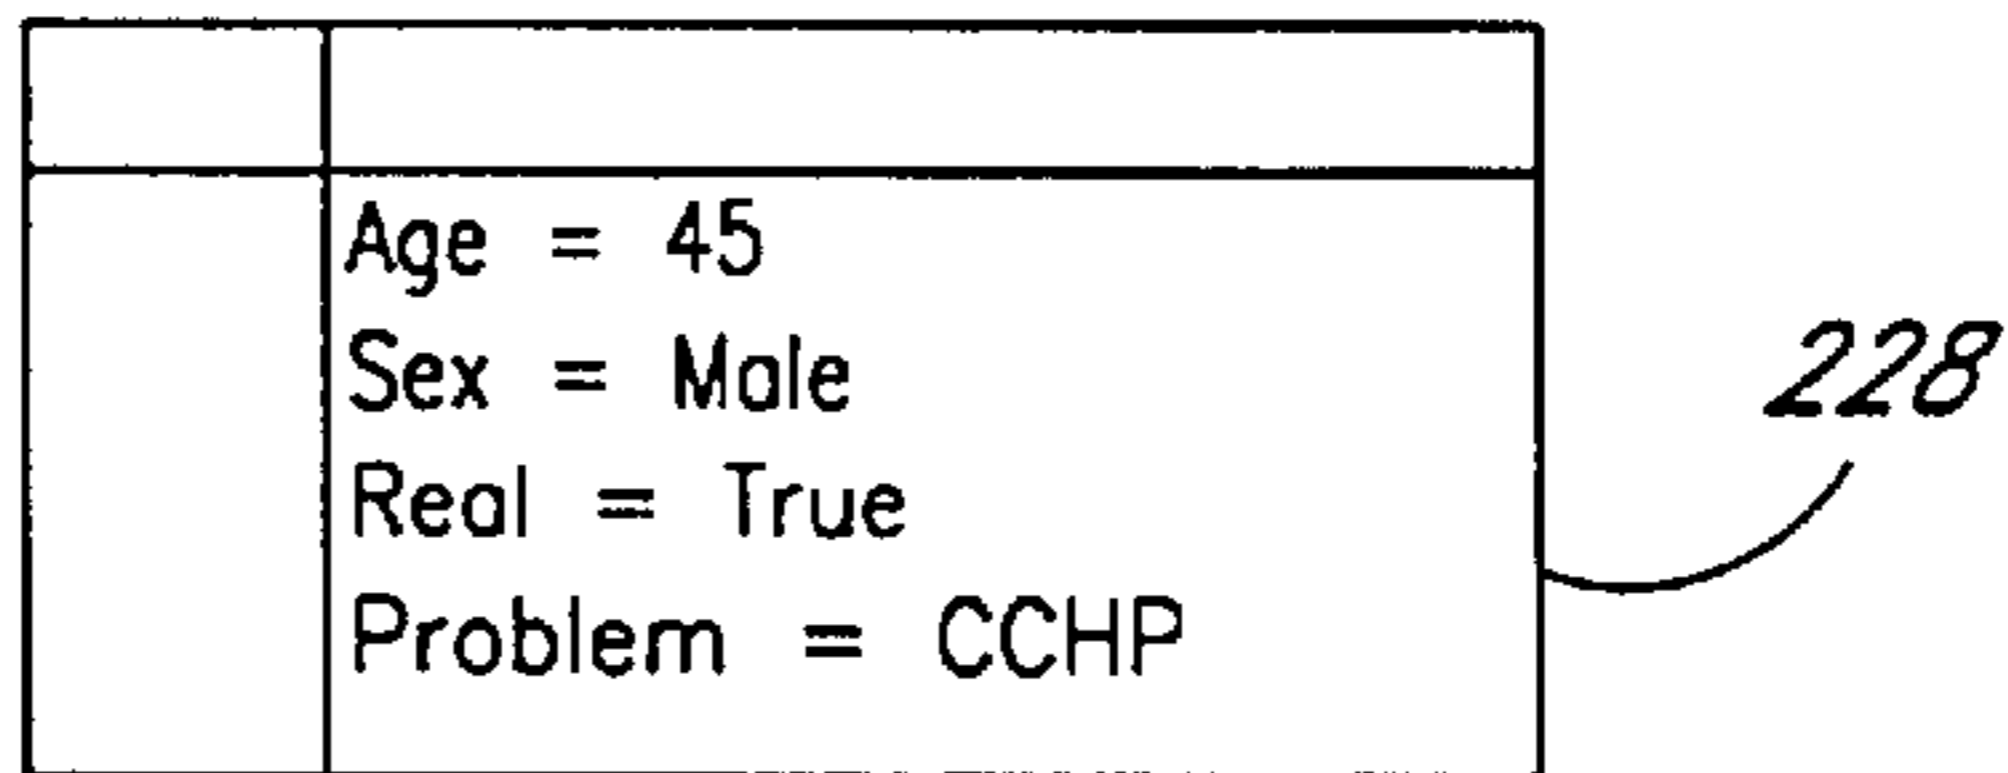 Age = 45
Sex = Male
Real = True
Problem = CCHP
228